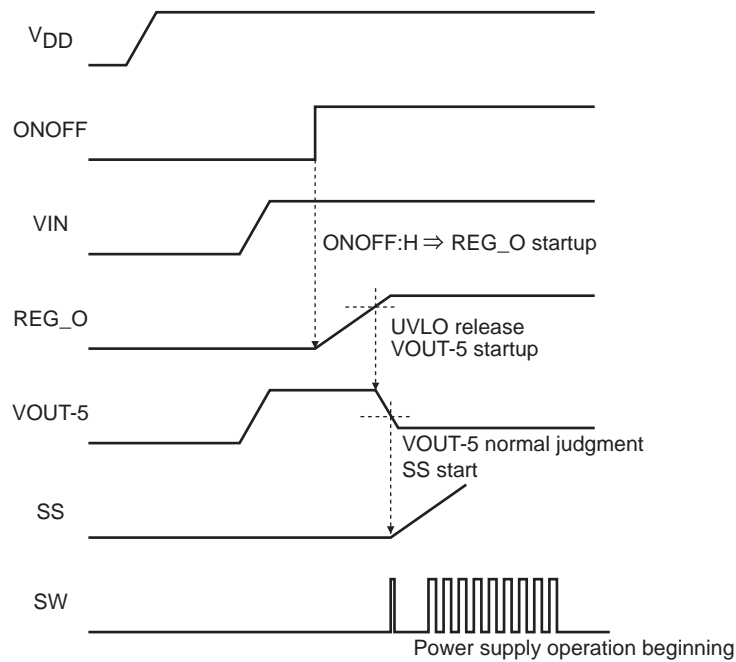 VDD
ONOFF
VIN
ONOFF:H ⇒ REG_O startup
REG_O
UVLO release
VOUT-5 startup
VOUT-5
VOUT-5 normal judgment
SS start
SS
SW
Power supply operation beginning